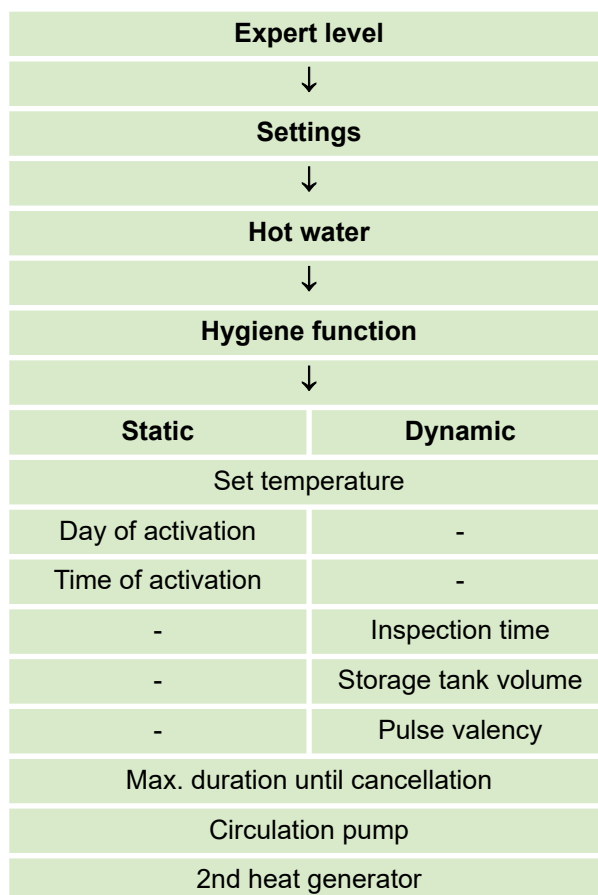 Expert level
↓
Settings
↓
Hot water
↓
Hygiene function
↓
Static Dynamic
Set temperature
Day of activation -
Time of activation -
- Inspection time
- Storage tank volume
- Pulse valency
Max. duration until cancellation
Circulation pump
2nd heat generator